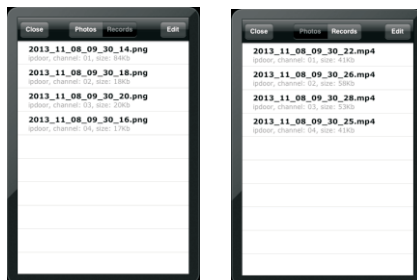 Close Photos Records Edit
2013_11_08_09_30_14.png
ipdoor, channel: 01, size: 84Kb
2013_11_08_09_30_18.png
ipdoor, channel: 02, size: 18Kb
2013_11_08_09_30_20.png
ipdoor, channel: 03, size: 20Kb
2013_11_08_09_30_16.png
ipdoor, channel: 04, size: 17Kb
Close Photos Records Edit
2013_11_08_09_30_22.mp4
ipdoor, channel: 01, size: 41Kb
2013_11_08_09_30_26.mp4
ipdoor, channel: 02, size: 58Kb
2013_11_08_09_30_28.mp4
ipdoor, channel: 03, size: 53Kb
2013_11_08_09_30_25.mp4
ipdoor, channel: 04, size: 41Kb